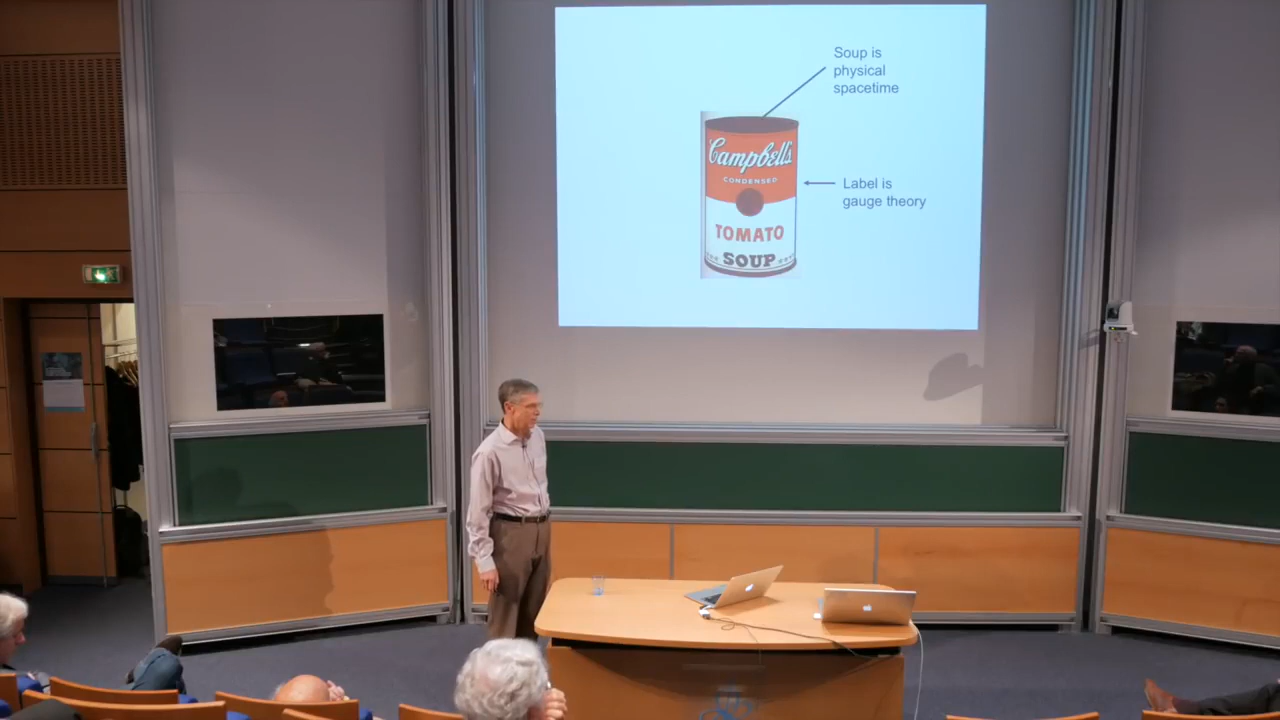 Soup is
physical
spacetime
Campbell's
CONDENSED
Label is
gauge theory
TOMATO
SOUP